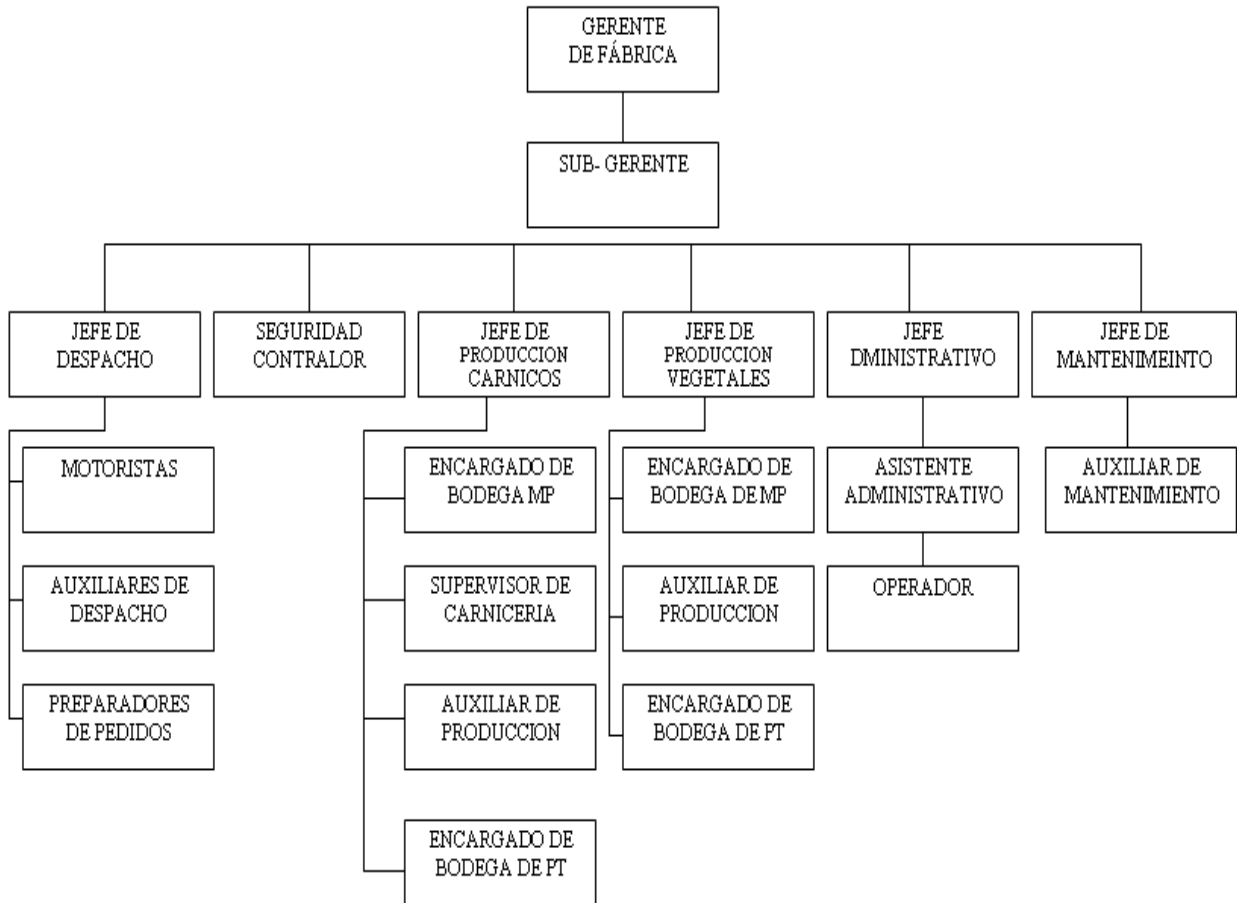 GERENTE
DE FÁBRICA
SUB- GERENTE
JEFE DE
DESPACHO
SEGURIDAD
CONTRALOR
JEFE DE
PRODUCCION
CARNICOS
JEFE DE
PRODUCCION
VEGETALES
JEFE
DMINISTRATIVO
JEFE DE
MANTENIMEINTO
MOTORISTAS
ENCARGADO DE
BODEGA MP
ENCARGADO DE
BODEGA DE MP
ASISTENTE
ADMINISTRATIVO
AUXILIAR DE
MANTENIMIENTO
AUXILIARES DE
DESPACHO
SUPERVISOR DE
CARNICERIA
AUXILIAR DE
PRODUCCION
OPERADOR
PREPARADORES
DE PEDIDOS
AUXILIAR DE
PRODUCCION
ENCARGADO DE
BODEGA DE PT
ENCARGADO DE
BODEGA DE PT